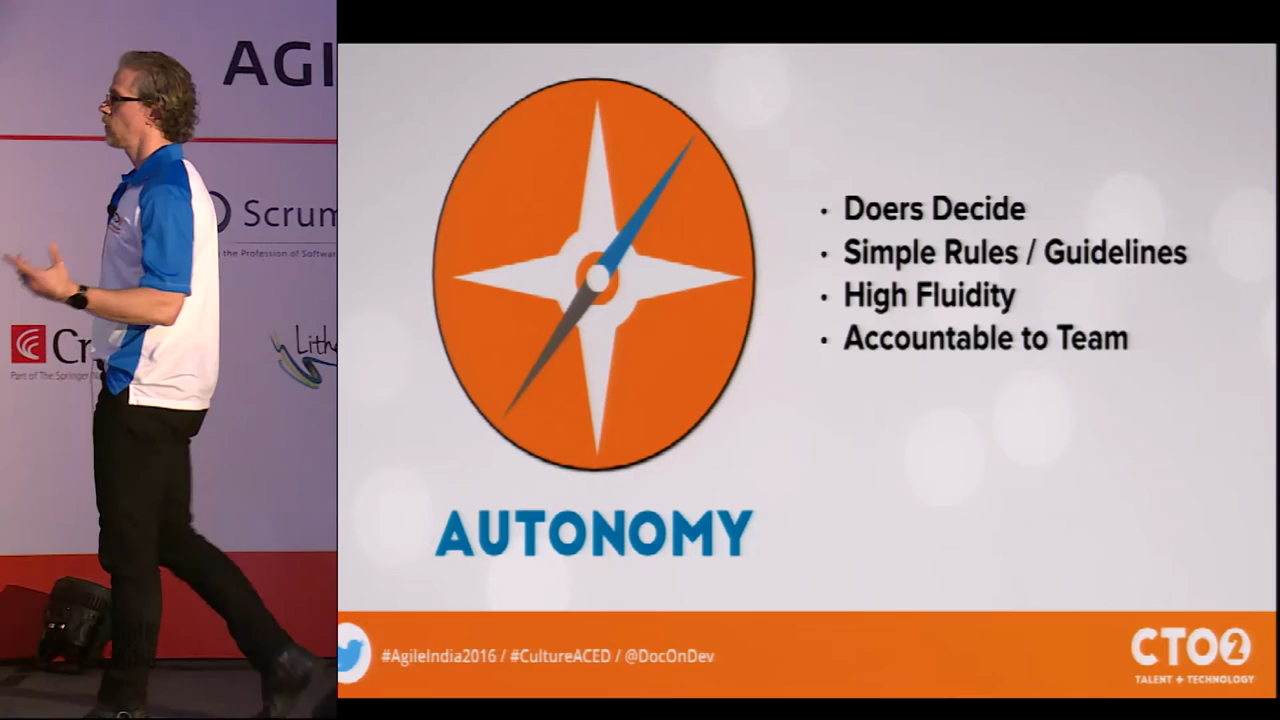 AGI
Scrum
the Profession of Softwar
Cr
Part of The Springer N
Lith
AUTONOMY
· Doers Decide
· Simple Rules / Guidelines
· High Fluidity
· Accountable to Team
#AgileIndia2016 / #CultureACED / @DocOnDev
CTO2
TALENT + TECHNOLOGY